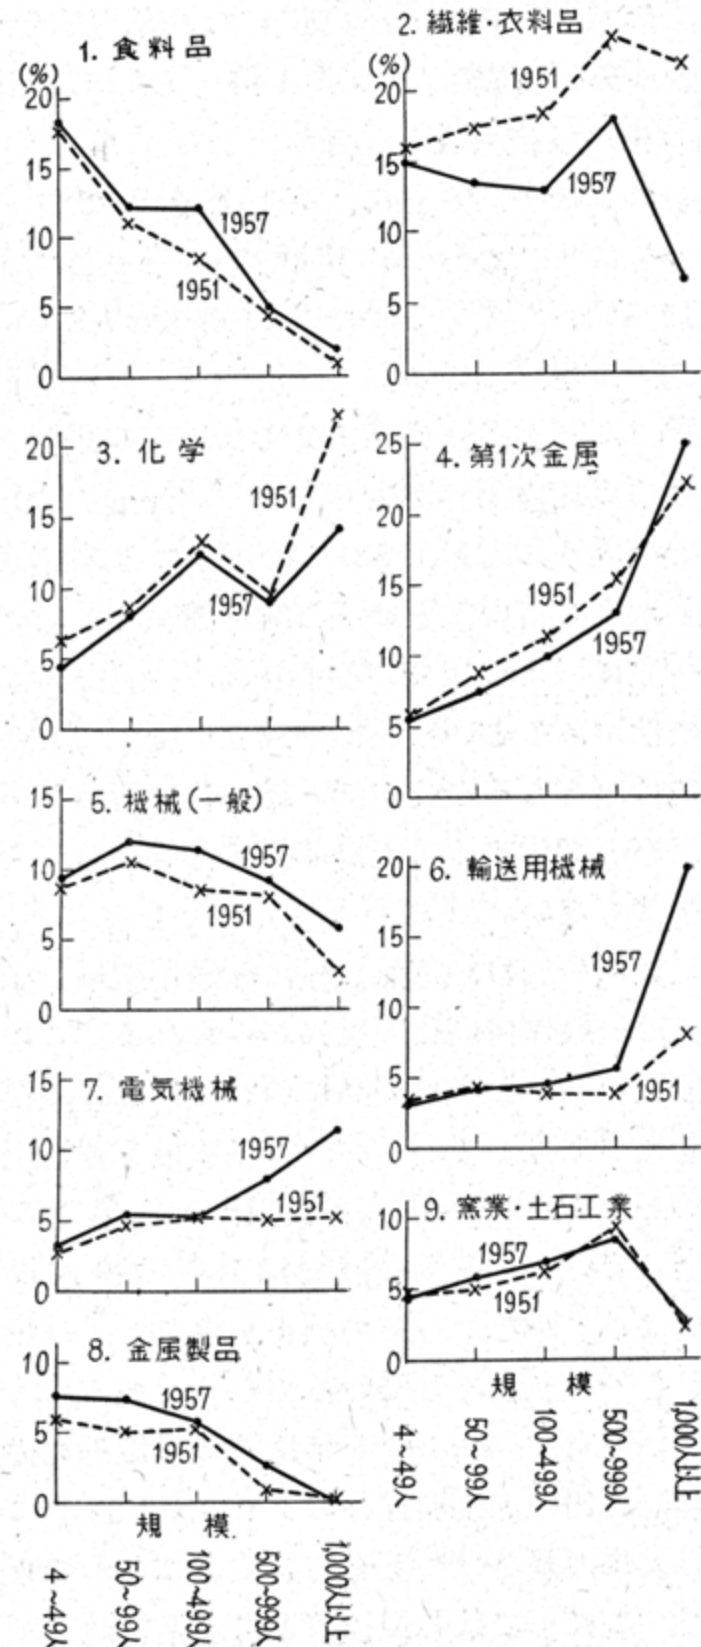 1. 食料品
(%)
20
15
10
5
0
1957
1951
2. 繊維・衣料品
(%)
20
15
10
5
0
1951
1957
3. 化学
20
15
10
5
0
1951
1957
4. 第1次金属
25
20
15
10
5
0
1951
1957
5. 機械(一般)
15
10
5
0
1957
1951
6. 輸送用機械
20
15
10
5
0
1957
1951
7. 電気機械
15
10
5
0
1957
1951
9. 窯業・土石工業
10
5
0
1957
1951
規模
4~49人
50~99人
100~499人
500~999人
1,000人以上
8. 金属製品
10
5
0
1957
1951
規模
4~49人
50~99人
100~499人
500~999人
1,000人以上